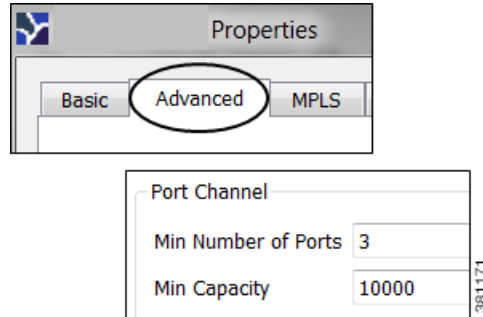 Properties
Basic Advanced MPLS
Port Channel
Min Number of Ports 3
Min Capacity 10000
381171